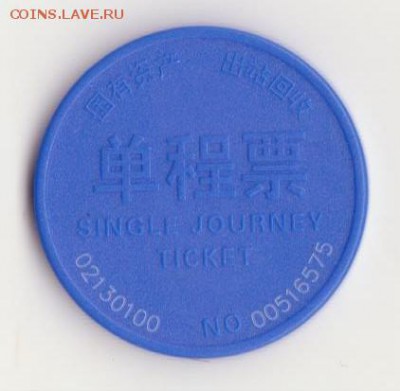 COINS.LAVE.RU
国有资产 出站回收
单程票
SINGLE JOURNEY
TICKET
02130100 NO 00516575